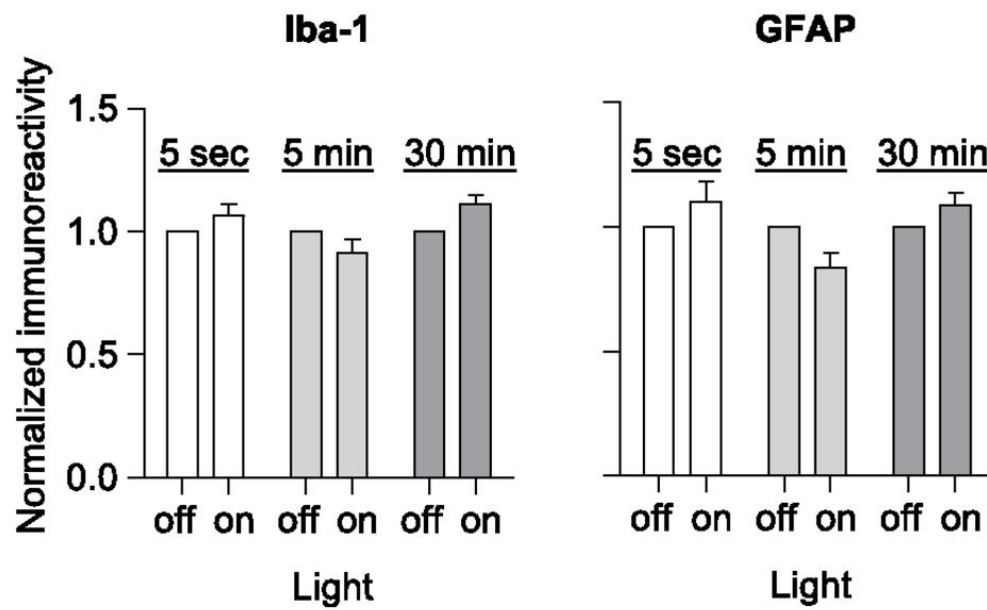 Iba-1
GFAP
Normalized immunoreactivity
1.5
1.0
0.5
0.0
5 sec 5 min 30 min
off on off on off on
Light
5 sec 5 min 30 min
off on off on off on
Light